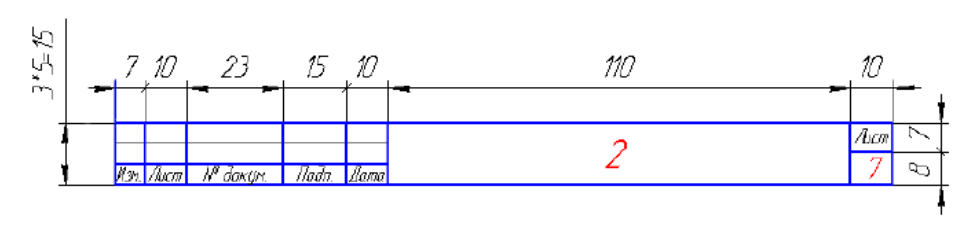 3*5=15
7 10 23 15 10 110 10
2
Лист 7
7 8
Изм. Лист № докум. Подп. Дата